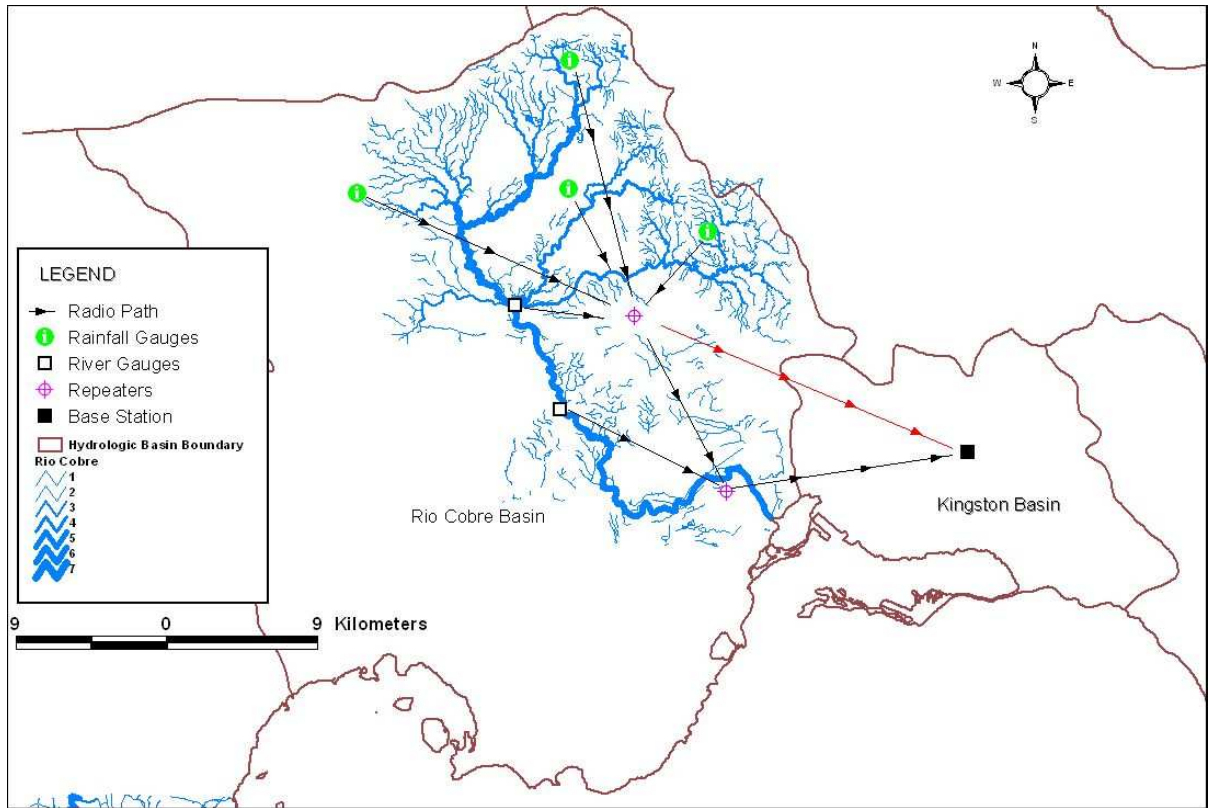 N
W E
S
LEGEND
Radio Path
Rainfall Gauges
River Gauges
Repeaters
Base Station
Hydrologic Basin Boundary
Rio Cobre
1
2
3
4
5
6
7
9 0 9 Kilometers
Rio Cobre Basin
Kingston Basin